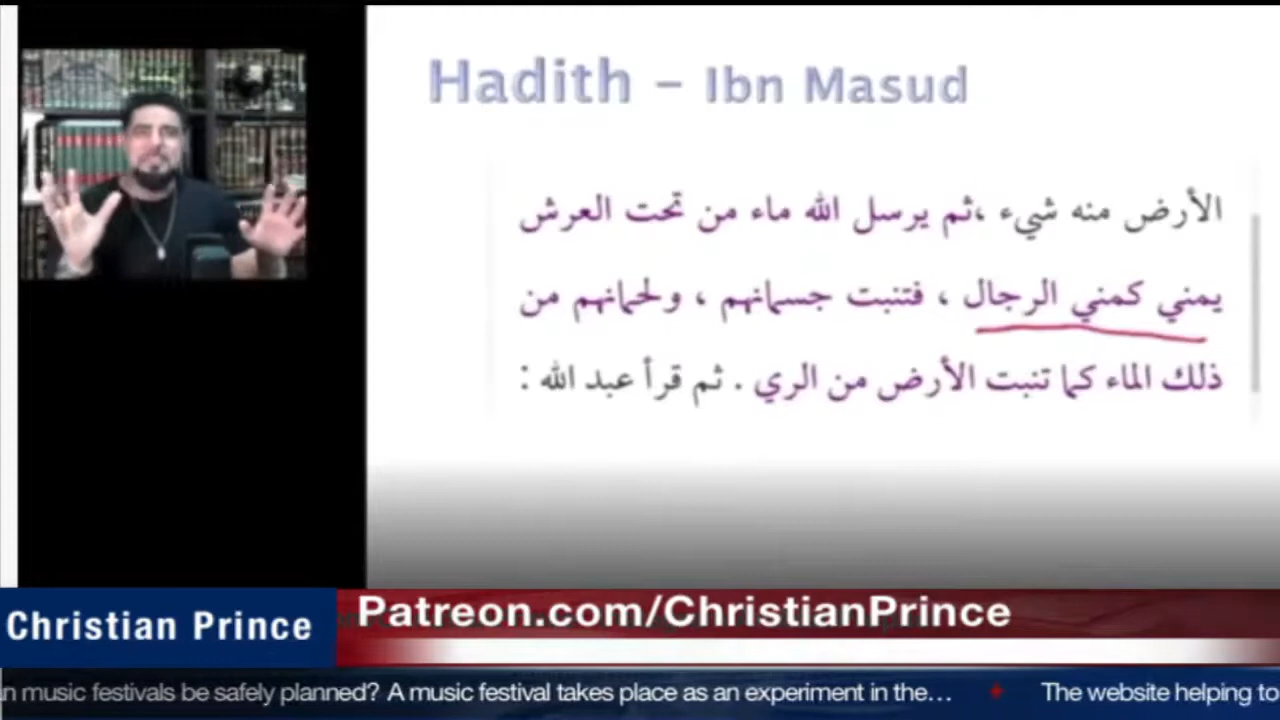 Hadith – Ibn Masud
الأرض منه شيء ،ثم يرسل الله ماء من تحت العرش
يمني كمني الرجال ، فتنبت جسمانهم ، ولحمانهم من
ذلك الماء كما تنبت الأرض من الري . ثم قرأ عبد الله :
Patreon.com/ChristianPrince
Christian Prince
n music festivals be safely planned? A music festival takes place as an experiment in the... The website helping to